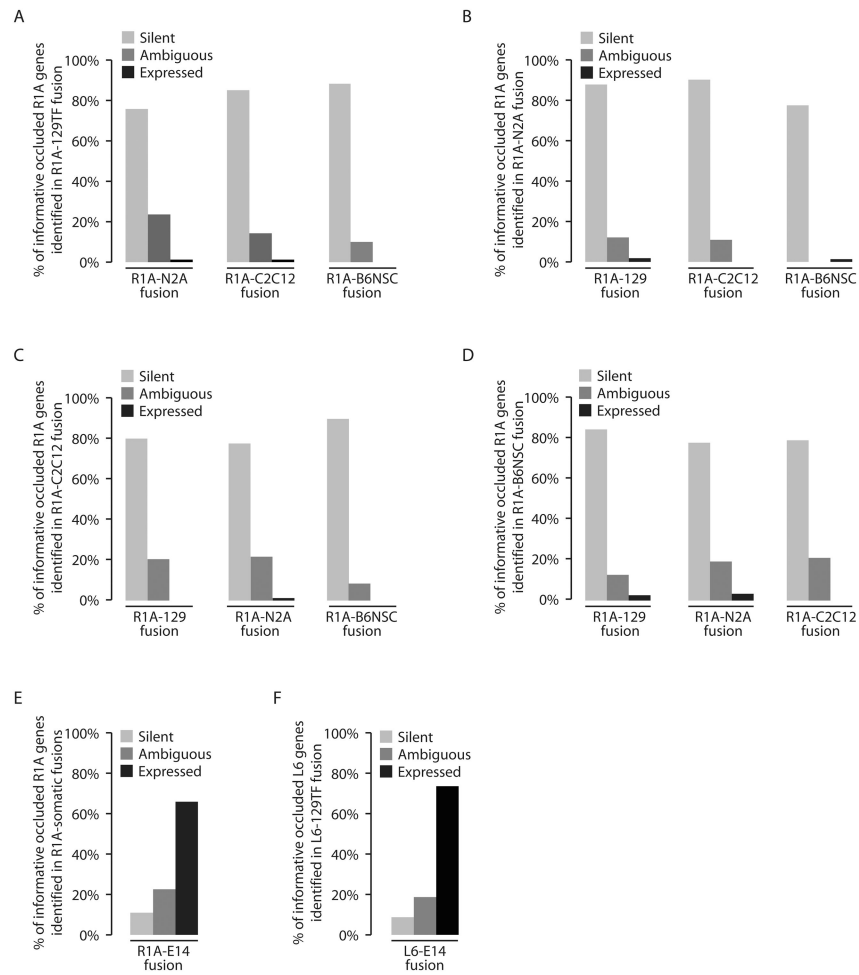 A
% of informative occluded R1A genes
identified in R1A-129TF fusion
Silent
Ambiguous
Expressed
100%
80%
60%
40%
20%
0%
R1A-N2A
fusion
R1A-C2C12
fusion
R1A-B6NSC
fusion
B
% of informative occluded R1A genes
identified in R1A-N2A fusion
Silent
Ambiguous
Expressed
100%
80%
60%
40%
20%
0%
R1A-129
fusion
R1A-C2C12
fusion
R1A-B6NSC
fusion
C
% of informative occluded R1A genes
identified in R1A-C2C12 fusion
Silent
Ambiguous
Expressed
100%
80%
60%
40%
20%
0%
R1A-129
fusion
R1A-N2A
fusion
R1A-B6NSC
fusion
D
% of informative occluded R1A genes
identified in R1A-B6NSC fusion
Silent
Ambiguous
Expressed
100%
80%
60%
40%
20%
0%
R1A-129
fusion
R1A-N2A
fusion
R1A-C2C12
fusion
E
% of informative occluded R1A genes
identified in R1A-somatic fusions
Silent
Ambiguous
Expressed
100%
80%
60%
40%
20%
0%
R1A-E14
fusion
F
% of informative occluded L6 genes
identified in L6-129TF fusion
Silent
Ambiguous
Expressed
100%
80%
60%
40%
20%
0%
L6-E14
fusion